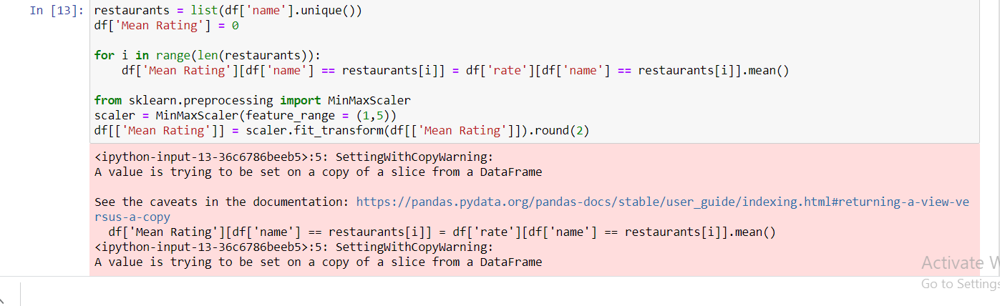 In [13]: restaurants = list(df['name'].unique())
df['Mean Rating'] = 0
for i in range(len(restaurants)):
    df['Mean Rating'][df['name'] == restaurants[i]] = df['rate'][df['name'] == restaurants[i]].mean()
from sklearn.preprocessing import MinMaxScaler
scaler = MinMaxScaler(feature_range = (1,5))
df[['Mean Rating']] = scaler.fit_transform(df[['Mean Rating']]).round(2)
<ipython-input-13-36c6786beeb5>:5: SettingWithCopyWarning:
A value is trying to be set on a copy of a slice from a DataFrame
See the caveats in the documentation: https://pandas.pydata.org/pandas-docs/stable/user_guide/indexing.html#returning-a-view-ve
rsus-a-copy
  df['Mean Rating'][df['name'] == restaurants[i]] = df['rate'][df['name'] == restaurants[i]].mean()
<ipython-input-13-36c6786beeb5>:5: SettingWithCopyWarning:
A value is trying to be set on a copy of a slice from a DataFrame
Activate
Go to Settings